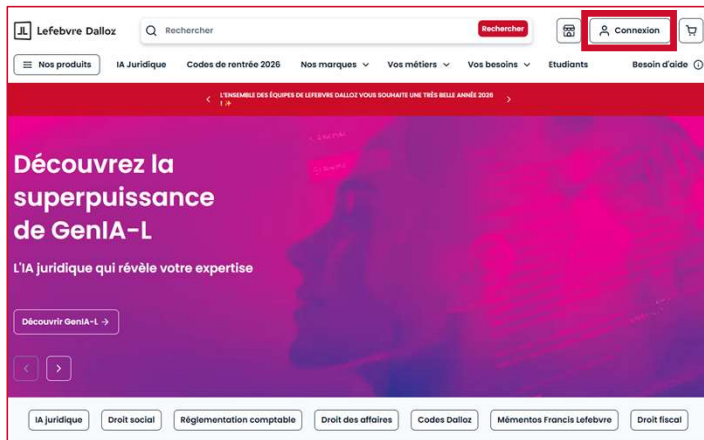 Lefebvre Dalloz
Rechercher
Rechercher
Connexion
Nos produits
IA Juridique
Codes de rentrée 2026
Nos marques
Vos métiers
Vos besoins
Etudiants
Besoin d'aide
L'ENSEMBLE DES ÉQUIPES DE LEFEBVRE DALLOZ VOUS SOUHAITE UNE TRÈS BELLE ANNÉE 2026
!
Découvrez la
superpuissance
de GenIA-L
L'IA juridique qui révèle votre expertise
Découvrir GenIA-L →
IA juridique
Droit social
Réglementation comptable
Droit des affaires
Codes Dalloz
Mémentos Francis Lefebvre
Droit fiscal